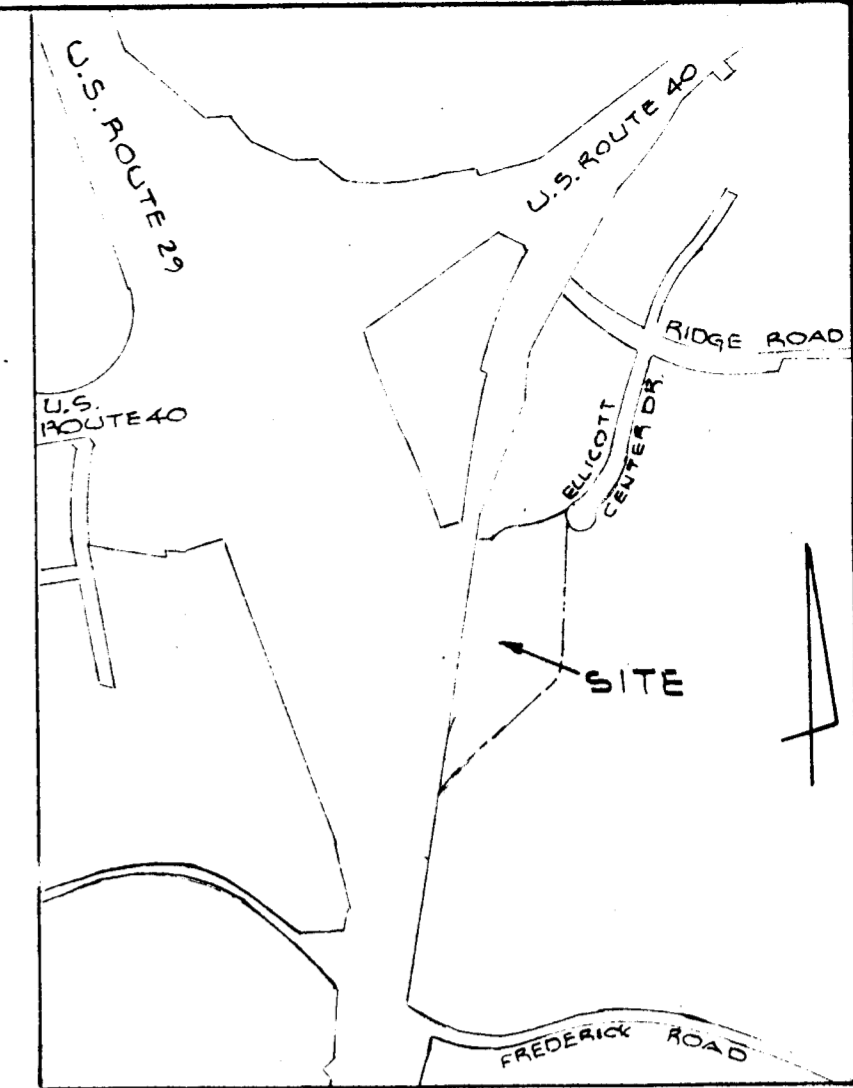 U.S. ROUTE 29
U.S. ROUTE 40
RIDGE ROAD
U.S.
ROUTE 40
ELLICOTT
CENTER DR.
SITE
FREDERICK ROAD